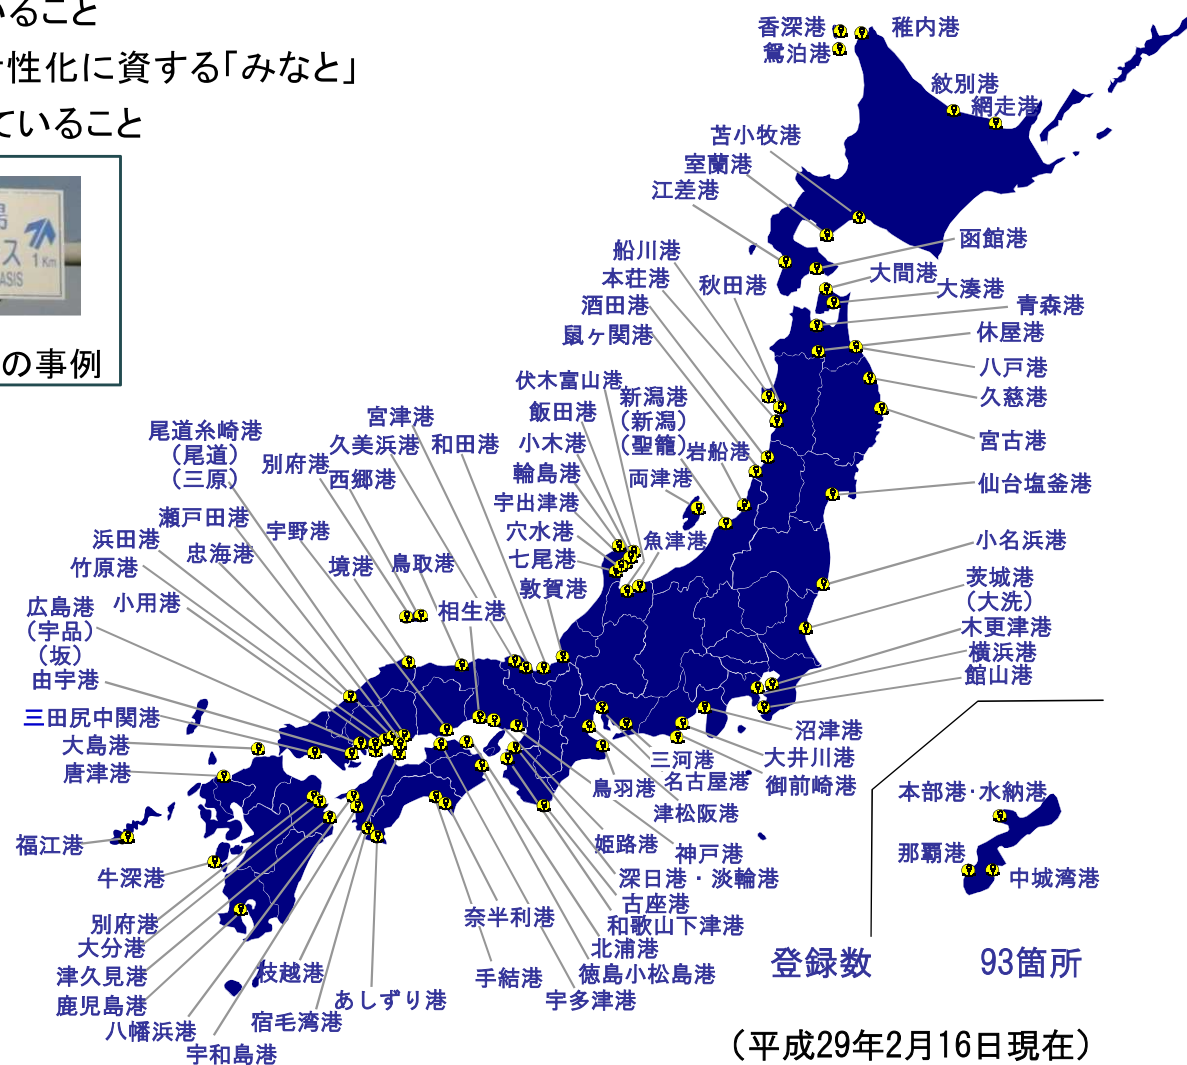 いること
性化に資する「みなと」
ていること
ス
1Km
ASIS
の事例
香深港
稚内港
鴛泊港
紋別港
網走港
苫小牧港
室蘭港
江差港
函館港
船川港
大間港
本荘港
秋田港
大湊港
酒田港
青森港
鼠ヶ関港
休屋港
八戸港
伏木富山港
新潟港
久慈港
飯田港
（新潟）
宮津港
（聖籠）
尾道糸崎港
久美浜港
和田港
小木港
岩船港
宮古港
（尾道）
別府港
（三原）
西郷港
輪島港
両津港
仙台塩釜港
宇出津港
瀬戸田港
宇野港
穴水港
魚津港
浜田港
小名浜港
忠海港
七尾港
竹原港
境港
鳥取港
敦賀港
茨城港
（大洗）
広島港
小用港
相生港
（宇品）
木更津港
（坂）
横浜港
由宇港
館山港
三田尻中関港
沼津港
大島港
三河港
大井川港
唐津港
鳥羽港
名古屋港
御前崎港
津松阪港
本部港・水納港
福江港
姫路港
神戸港
那覇港
牛深港
深日港・淡輪港
中城湾港
古座港
別府港
奈半利港
和歌山下津港
大分港
北浦港
津久見港
枝越港
手結港
徳島小松島港
鹿児島港
あしずり港
宇多津港
八幡浜港
宿毛湾港
宇和島港
登録数
93箇所
（平成29年2月16日現在）